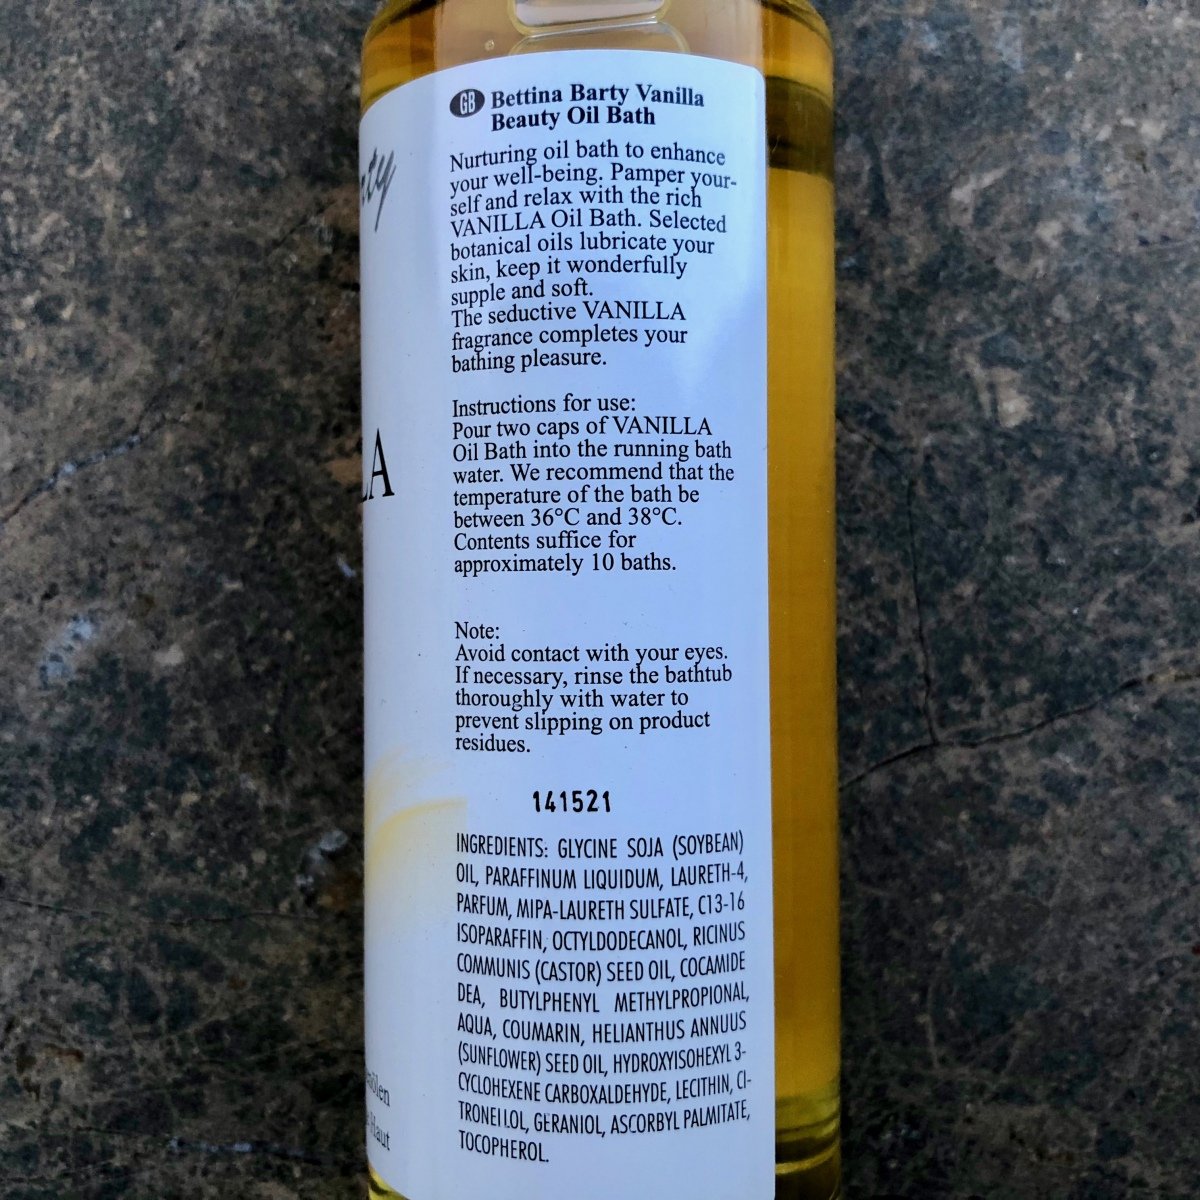 GB Bettina Barty Vanilla
Beauty Oil Bath
Nurturing oil bath to enhance
your well-being. Pamper your-
self and relax with the rich
VANILLA Oil Bath. Selected
botanical oils lubricate your
skin, keep it wonderfully
supple and soft.
The seductive VANILLA
fragrance completes your
bathing pleasure.
Instructions for use:
Pour two caps of VANILLA
Oil Bath into the running bath
water. We recommend that the
temperature of the bath be
between 36°C and 38°C.
Contents suffice for
approximately 10 baths.
Note:
Avoid contact with your eyes.
If necessary, rinse the bathtub
thoroughly with water to
prevent slipping on product
residues.
141521
INGREDIENTS: GLYCINE SOJA (SOYBEAN)
OIL, PARAFFINUM LIQUIDUM, LAURETH-4,
PARFUM, MIPA-LAURETH SULFATE, C13-16
ISOPARAFFIN, OCTYLDODECANOL, RICINUS
COMMUNIS (CASTOR) SEED OIL, COCAMIDE
DEA, BUTYLPHENYL METHYLPROPIONAL,
AQUA, COUMARIN, HELIANTHUS ANNUUS
(SUNFLOWER) SEED OIL, HYDROXYISOHEXYL 3-
CYCLOHEXENE CARBOXALDEHYDE, LECITHIN, CI-
TRONELLOL, GERANIOL, ASCORBYL PALMITATE,
TOCOPHEROL.
Haut